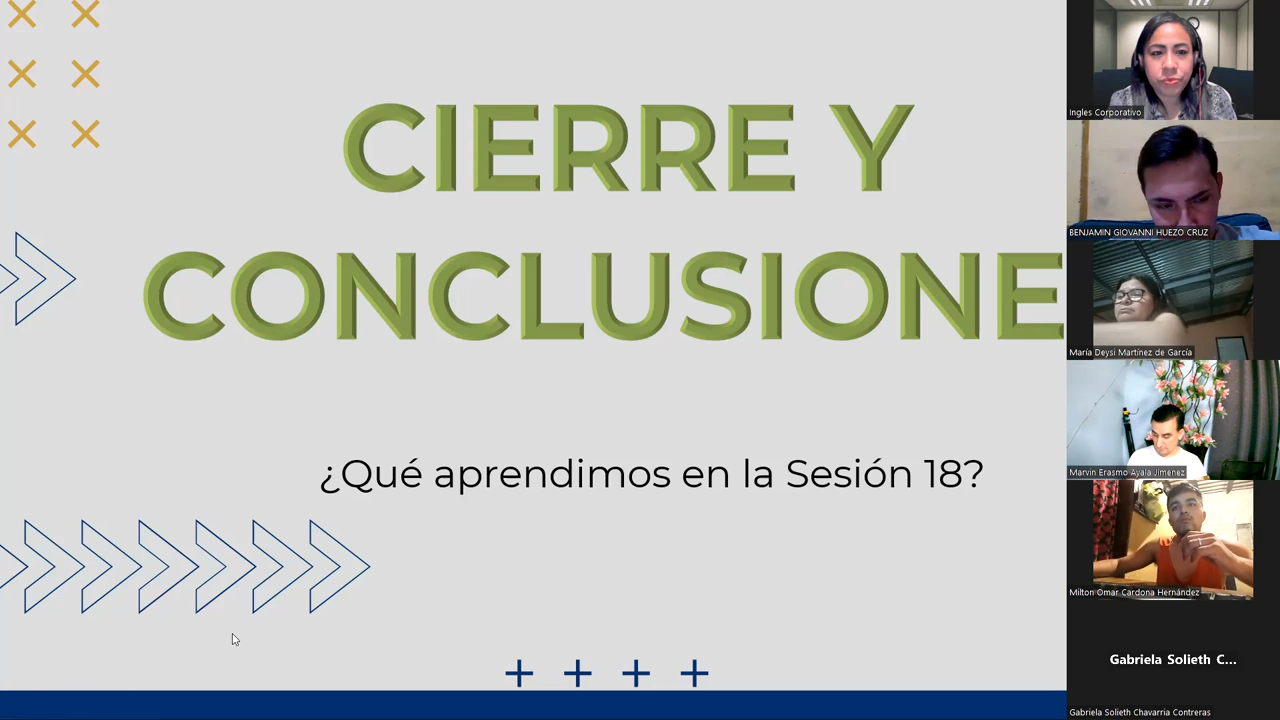 CIERRE Y
CONCLUSIONE
¿Qué aprendimos en la Sesión 18?
Ingles Corporativo
BENJAMIN GIOVANNI HUEZO CRUZ
María Deysi Martínez de García
Marvin Erasmo Ayala Jimenez
Milton Omar Cardona Hernández
Gabriela Solieth C...
Gabriela Solieth Chavarria Contreras